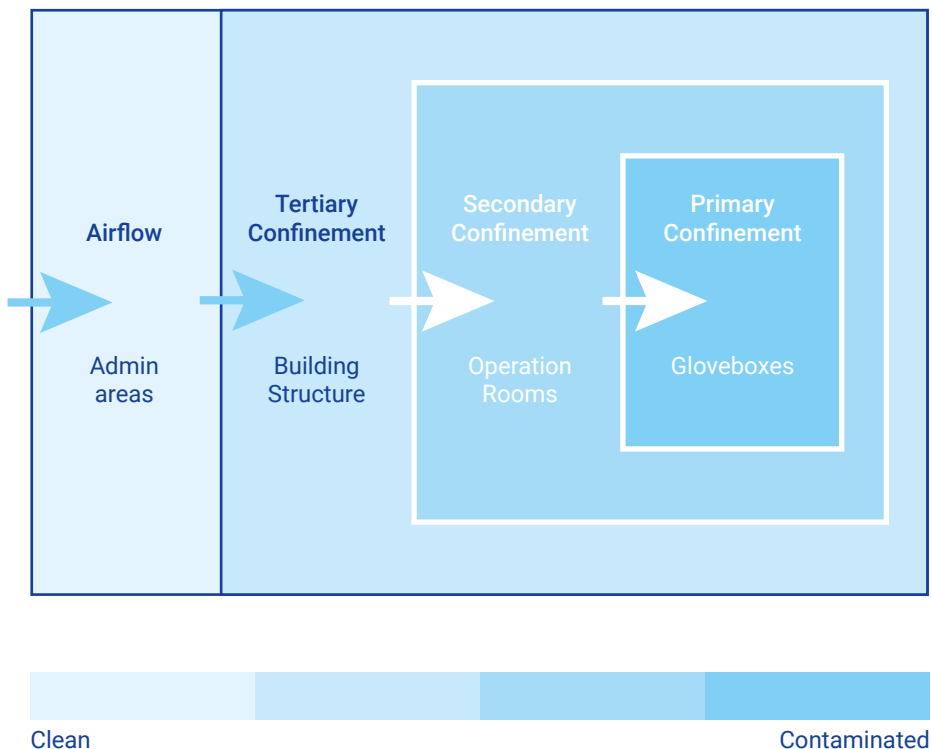 Airflow
Admin
areas
Tertiary
Confinement
Building
Structure
Secondary
Confinement
Operation
Rooms
Primary
Confinement
Gloveboxes
Clean
Contaminated